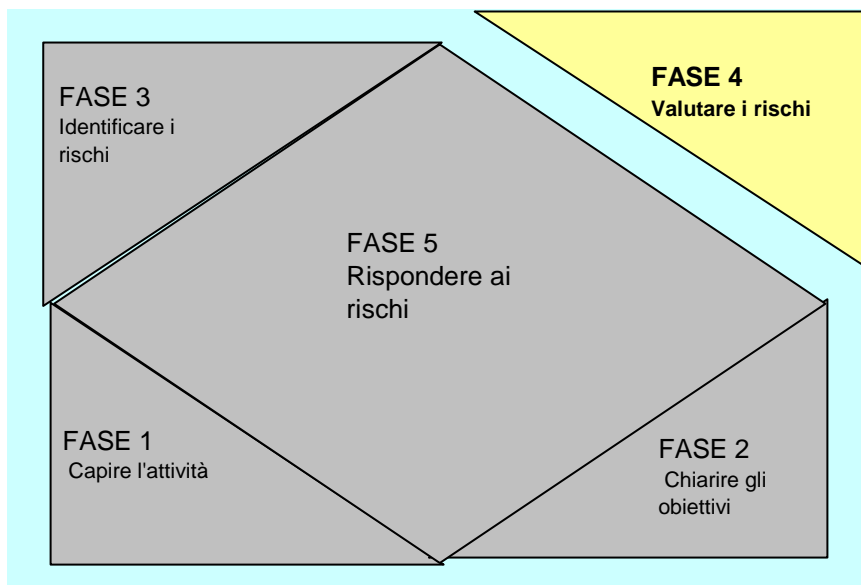 FASE 3
Identificare i
rischi
FASE 4
Valutare i rischi
FASE 5
Rispondere ai
rischi
FASE 1
Capire l'attività
FASE 2
Chiarire gli
obiettivi